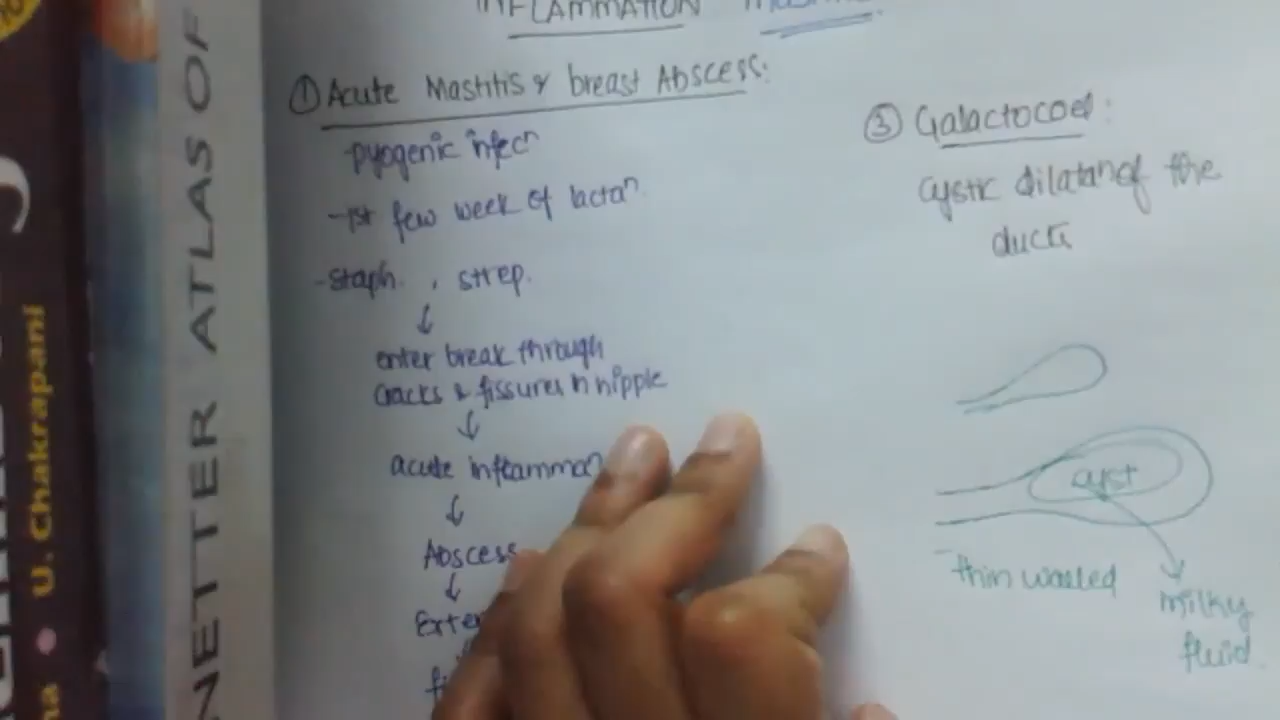 INFLAMMATION
① Acute Mastitis & breast Abscess:
pyogenic infecn
-1st few week of lactan.
-staph. , strep.
↓
enter break through
cracks & fissures n nipple
↓
acute inflamman
↓
Abscess
↓
Exte
③ Galactocoel:
cystic dilatan of the
ducts
cyst
thin walled
milky
fluid.
NETTER ATLAS OF
U. Chakrapani